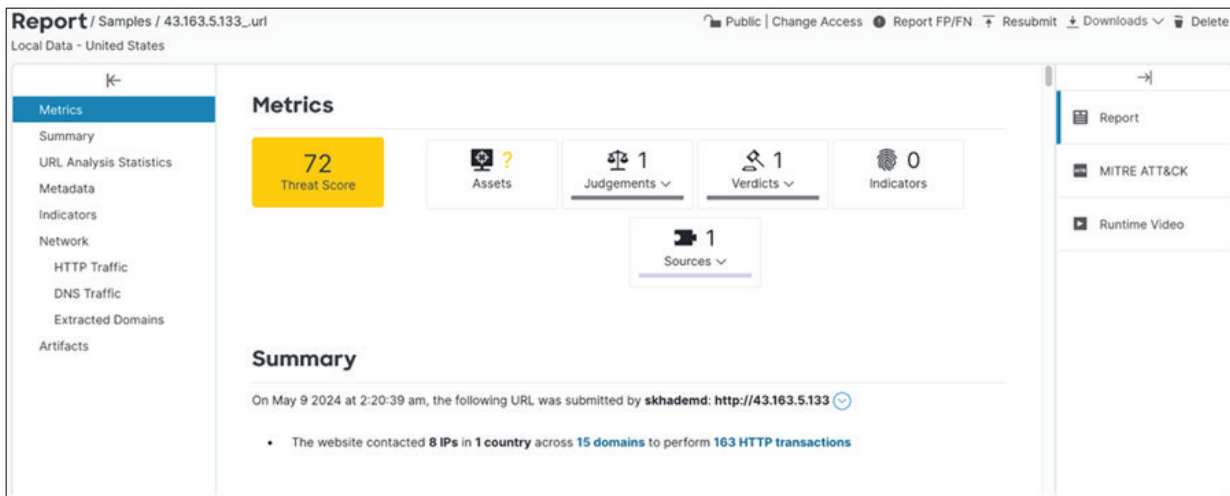 Report / Samples / 43.163.5.133_.url
Public | Change Access Report FP/FN Resubmit Downloads Delete
Local Data - United States
Metrics
Summary
URL Analysis Statistics
Metadata
Indicators
Network
HTTP Traffic
DNS Traffic
Extracted Domains
Artifacts
Metrics
72
Threat Score
?
Assets
1
Judgements
1
Verdicts
0
Indicators
1
Sources
Summary
On May 9 2024 at 2:20:39 am, the following URL was submitted by skhademd: http://43.163.5.133
• The website contacted 8 IPs in 1 country across 15 domains to perform 163 HTTP transactions
Report
MITRE ATT&CK
Runtime Video